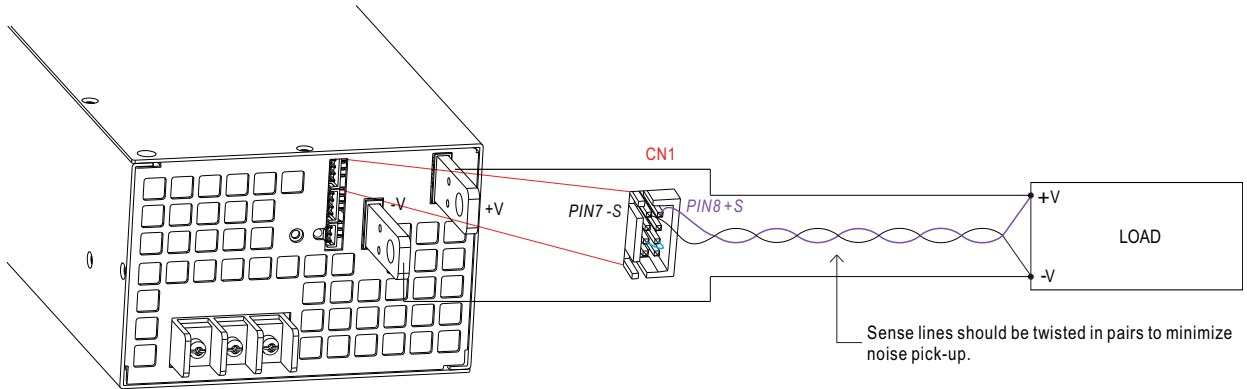 CN1
-V
+V
PIN7 -S
PIN8 +S
+V
LOAD
-V
Sense lines should be twisted in pairs to minimize
noise pick-up.